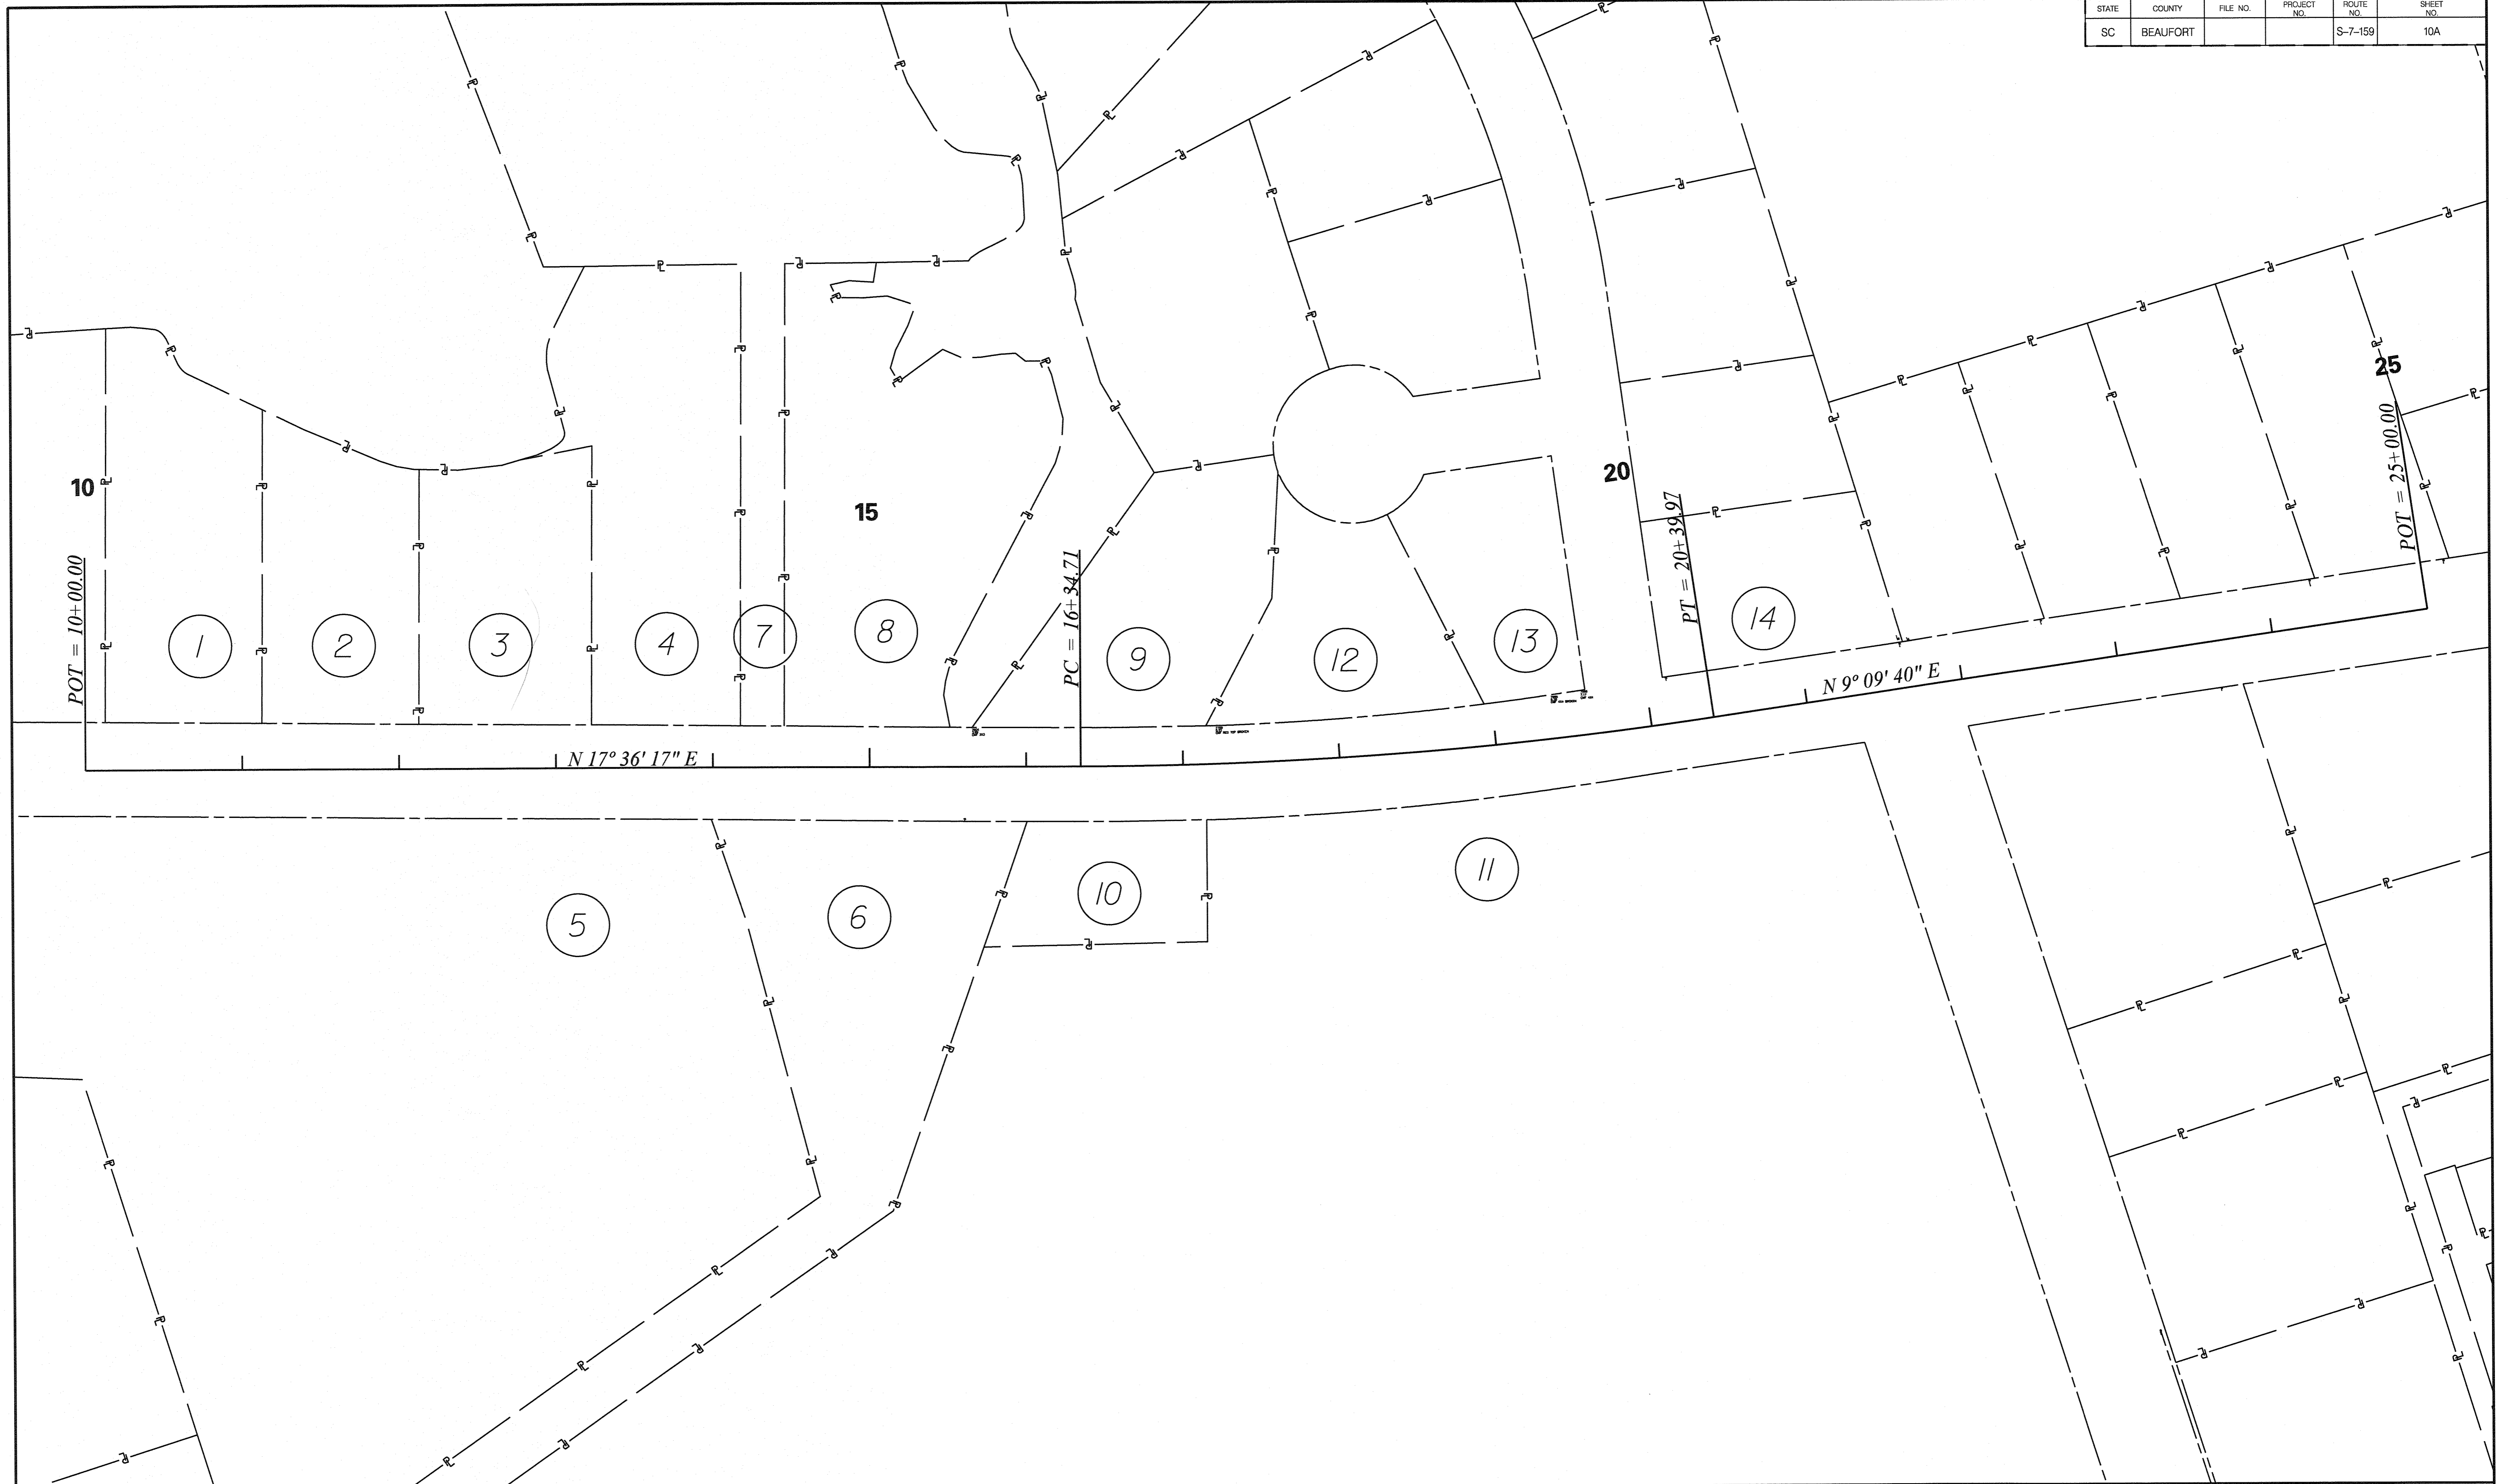 STATE COUNTY FILE NO. PROJECT NO. ROUTE NO. SHEET NO.
SC BEAUFORT S-7-159 10A
25
10
20
15
POT = 10+00.00
PC = 16+34.71
PT = 20+39.97
POT = 25+00.00
1
2
3
4
7
8
9
12
13
14
N 17° 36' 17" E
N 9° 09' 40" E
5
6
10
11